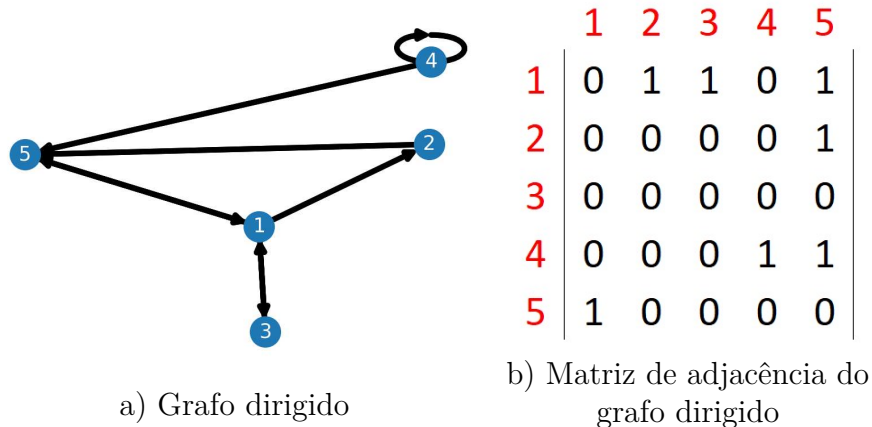 4
2
5
1
3
a) Grafo dirigido
1 2 3 4 5
1 0 1 1 0 1
2 0 0 0 0 1
3 0 0 0 0 0
4 0 0 0 1 1
5 1 0 0 0 0
b) Matriz de adjacência do
grafo dirigido